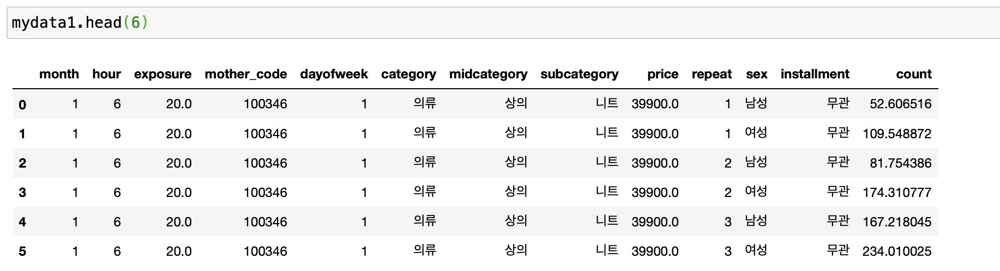 mydata1.head(6)
month hour exposure mother_code dayofweek category midcategory subcategory price repeat sex installment count
0 1 6 20.0 100346 1 의류 상의 니트 39900.0 1 남성 무관 52.606516
1 1 6 20.0 100346 1 의류 상의 니트 39900.0 1 여성 무관 109.548872
2 1 6 20.0 100346 1 의류 상의 니트 39900.0 2 남성 무관 81.754386
3 1 6 20.0 100346 1 의류 상의 니트 39900.0 2 여성 무관 174.310777
4 1 6 20.0 100346 1 의류 상의 니트 39900.0 3 남성 무관 167.218045
5 1 6 20.0 100346 1 의류 상의 니트 39900.0 3 여성 무관 234.010025